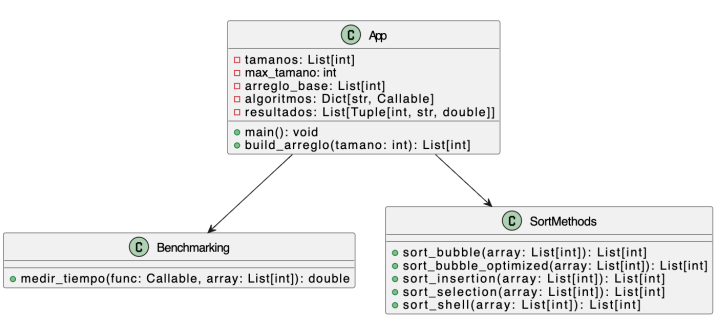 C App
tamanos: List[int]
max_tamano: int
arreglo_base: List[int]
algoritmos: Dict[str, Callable]
resultados: List[Tuple[int, str, double]]
main(): void
build_arreglo(tamano: int): List[int]
C Benchmarking
medir_tiempo(func: Callable, array: List[int]): double
C SortMethods
sort_bubble(array: List[int]): List[int]
sort_bubble_optimized(array: List[int]): List[int]
sort_insertion(array: List[int]): List[int]
sort_selection(array: List[int]): List[int]
sort_shell(array: List[int]): List[int]